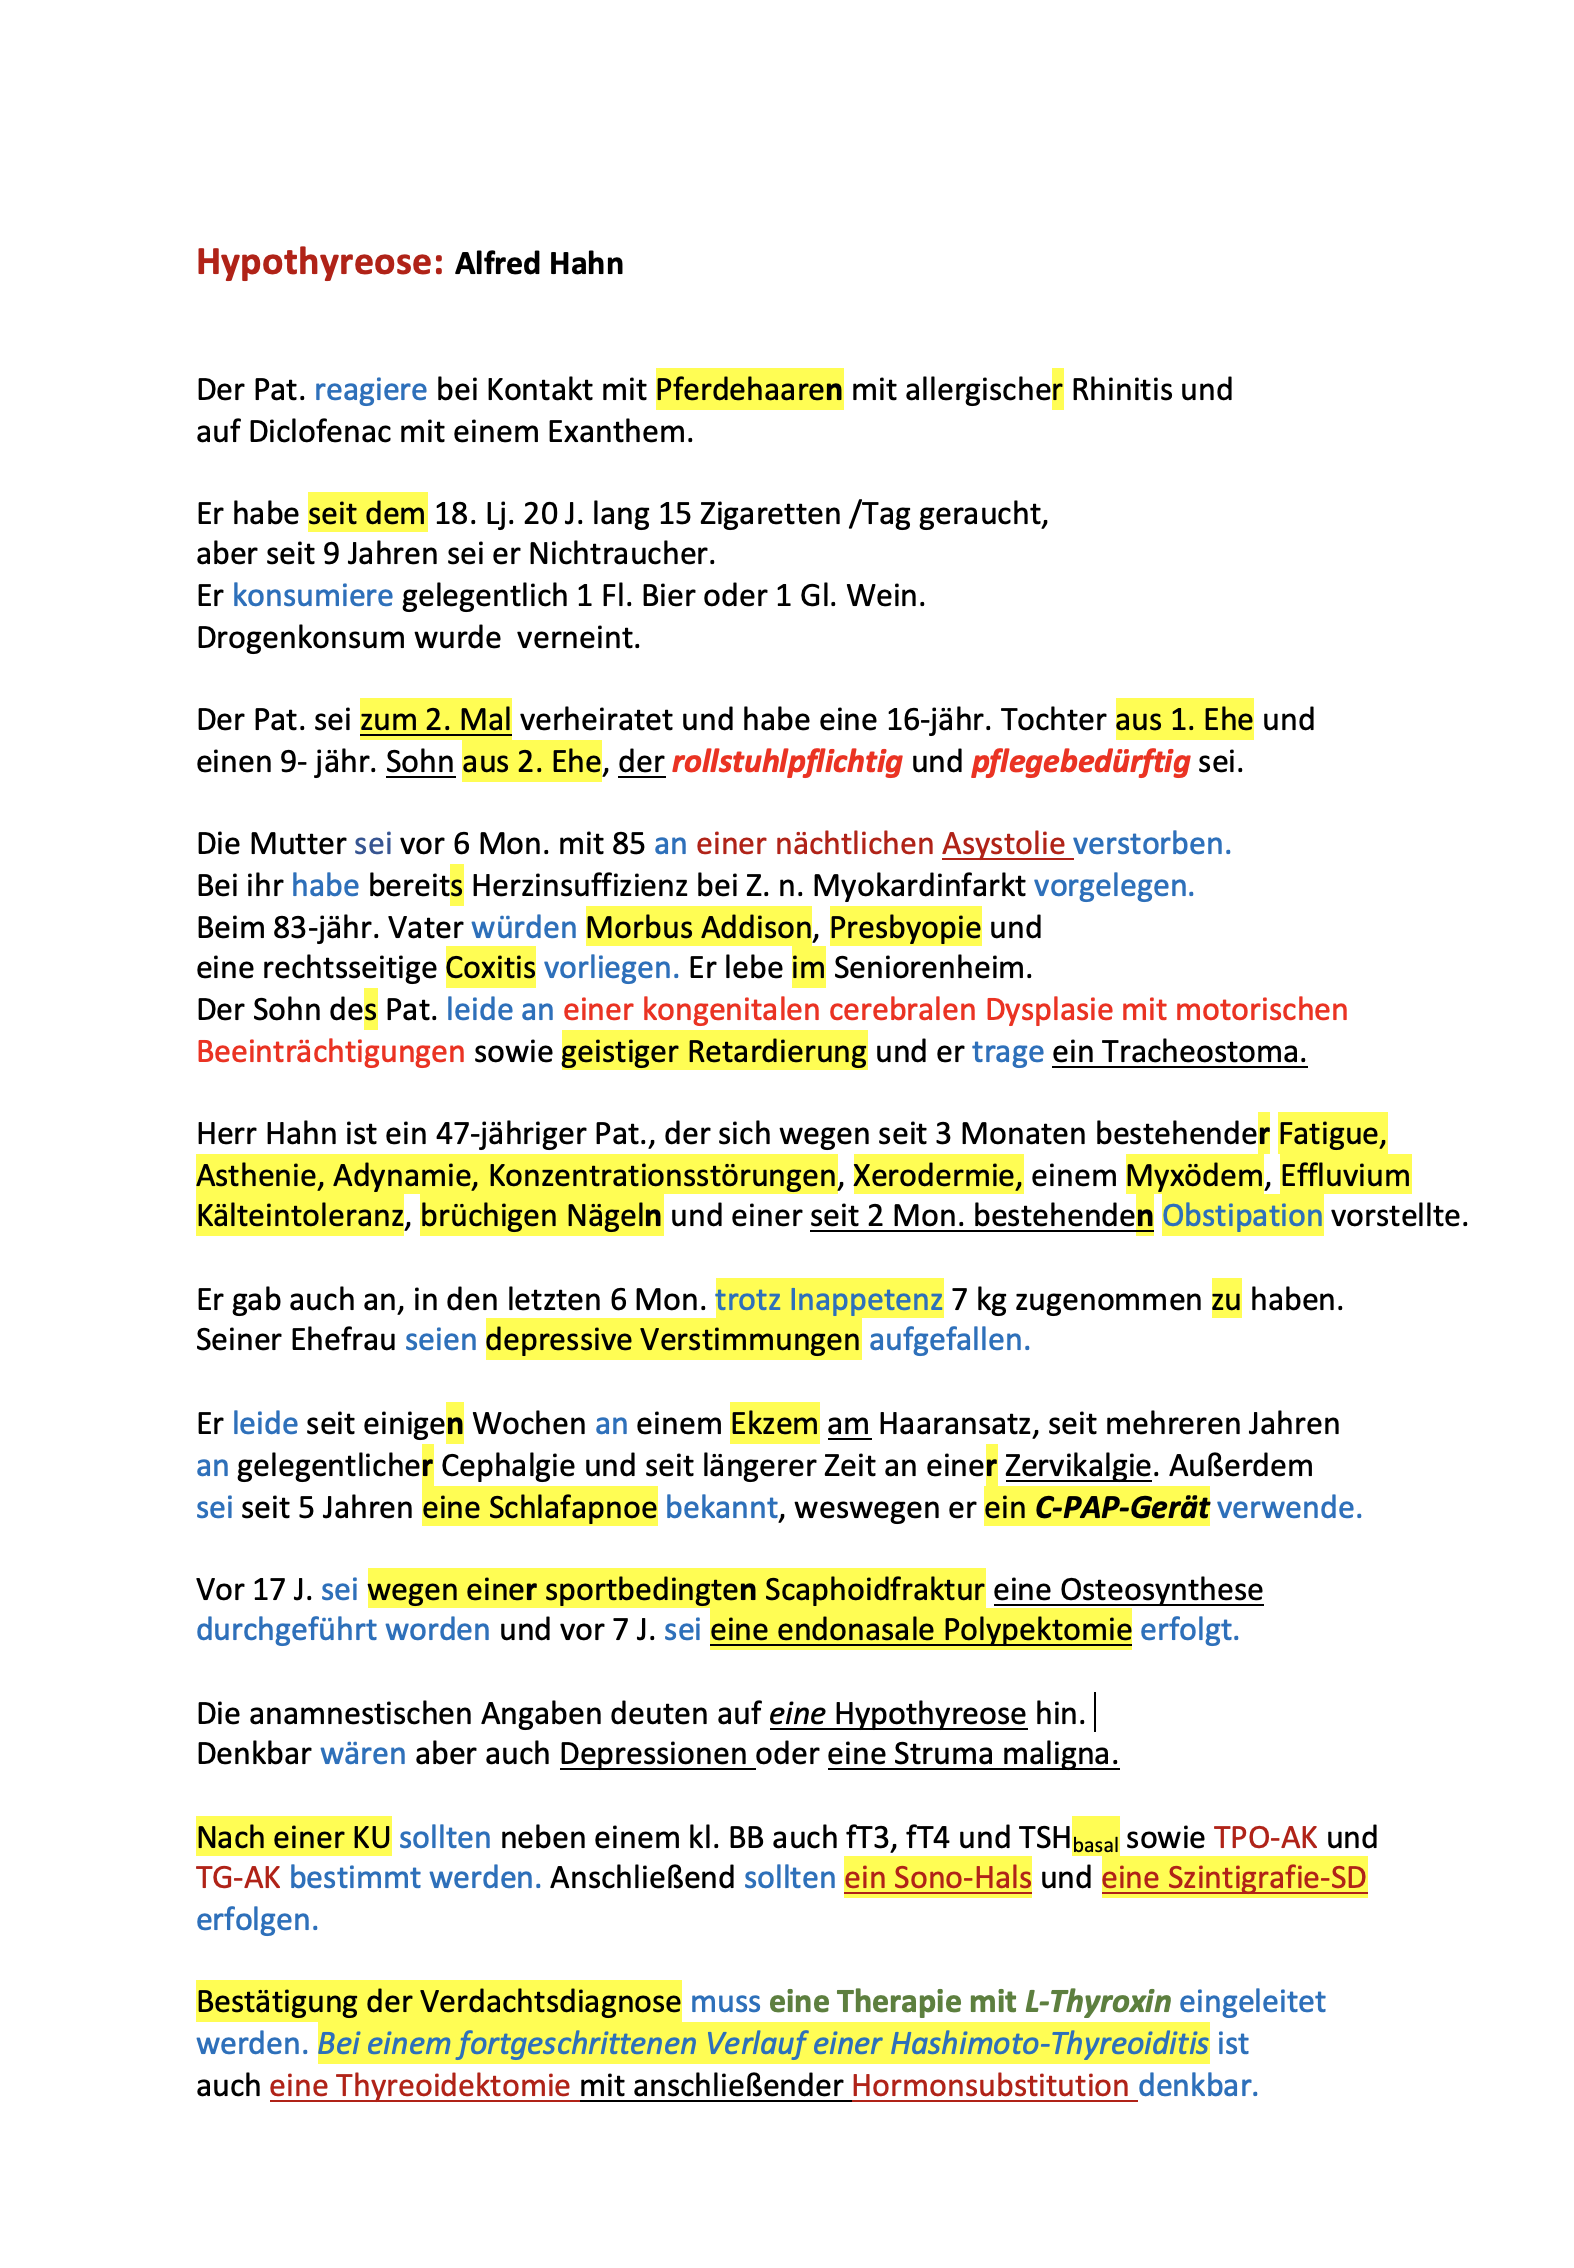 Hypothyreose: Alfred Hahn
Der Pat. reagiere bei Kontakt mit Pferdehaaren mit allergischer Rhinitis und
auf Diclofenac mit einem Exanthem.
Er habe seit dem 18. Lj. 20 J. lang 15 Zigaretten /Tag geraucht,
aber seit 9 Jahren sei er Nichtraucher.
Er konsumiere gelegentlich 1 Fl. Bier oder 1 Gl. Wein.
Drogenkonsum wurde  verneint.
Der Pat. sei zum 2. Mal verheiratet und habe eine 16-jähr. Tochter aus 1. Ehe und
einen 9- jähr. Sohn aus 2. Ehe, der rollstuhlpflichtig und pflegebedürftig sei.
Die Mutter sei vor 6 Mon. mit 85 an einer nächtlichen Asystolie verstorben.
Bei ihr habe bereits Herzinsuffizienz bei Z. n. Myokardinfarkt vorgelegen.
Beim 83-jähr. Vater würden Morbus Addison, Presbyopie und
eine rechtsseitige Coxitis vorliegen. Er lebe im Seniorenheim.
Der Sohn des Pat. leide an einer kongenitalen cerebralen Dysplasie mit motorischen
Beeinträchtigungen sowie geistiger Retardierung und er trage ein Tracheostoma.
Herr Hahn ist ein 47-jähriger Pat., der sich wegen seit 3 Monaten bestehender Fatigue,
Asthenie, Adynamie, Konzentrationsstörungen, Xerodermie, einem Myxödem, Effluvium
Kälteintoleranz, brüchigen Nägeln und einer seit 2 Mon. bestehenden Obstipation vorstellte.
Er gab auch an, in den letzten 6 Mon. trotz Inappetenz 7 kg zugenommen zu haben.
Seiner Ehefrau seien depressive Verstimmungen aufgefallen.
Er leide seit einigen Wochen an einem Ekzem am Haaransatz, seit mehreren Jahren
an gelegentlicher Cephalgie und seit längerer Zeit an einer Zervikalgie. Außerdem
sei seit 5 Jahren eine Schlafapnoe bekannt, weswegen er ein C-PAP-Gerät verwende.
Vor 17 J. sei wegen einer sportbedingten Scaphoidfraktur eine Osteosynthese
durchgeführt worden und vor 7 J. sei eine endonasale Polypektomie erfolgt.
Die anamnestischen Angaben deuten auf eine Hypothyreose hin.
Denkbar wären aber auch Depressionen oder eine Struma maligna.
Nach einer KU sollten neben einem kl. BB auch fT3, fT4 und TSHbasal sowie TPO-AK und
TG-AK bestimmt werden. Anschließend sollten ein Sono-Hals und eine Szintigrafie-SD
erfolgen.
Bestätigung der Verdachtsdiagnose muss eine Therapie mit L-Thyroxin eingeleitet
werden. Bei einem fortgeschrittenen Verlauf einer Hashimoto-Thyreoiditis ist
auch eine Thyreoidektomie mit anschließender Hormonsubstitution denkbar.